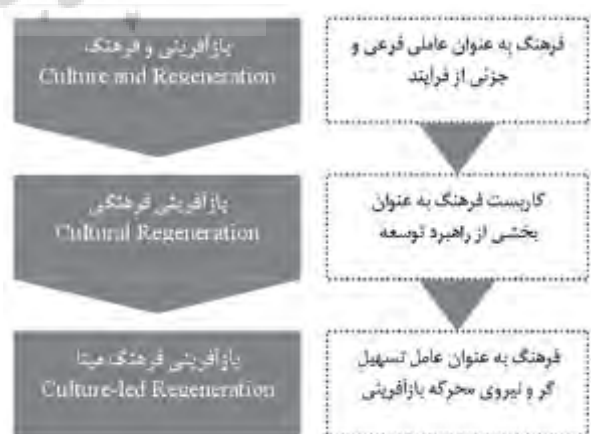 فرهنگ به عنوان عاملی فرعی و
جزئی از فرآیند
بازآفرینی و فرهنگ
Culture and Regeneration
کاربست فرهنگ به عنوان
بخشی از راهبرد توسعه
بازآفرینی فرهنگی
Cultural Regeneration
فرهنگ به عنوان عامل تسهیل
گر و نیروی محرکه بازآفرینی
بازآفرینی فرهنگ مبنا
Culture-led Regeneration